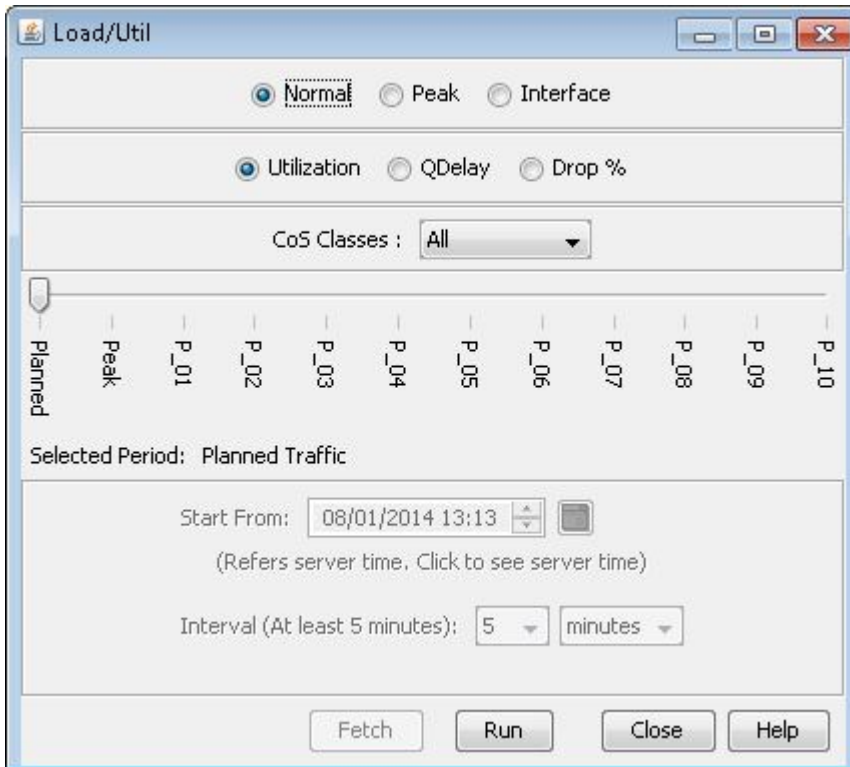 Load/Util
Normal Peak Interface
Utilization QDelay Drop %
CoS Classes : All
Planned Peak P_01 P_02 P_03 P_04 P_05 P_06 P_07 P_08 P_09 P_10
Selected Period: Planned Traffic
Start From: 08/01/2014 13:13
(Refers server time. Click to see server time)
Interval (At least 5 minutes): 5 minutes
Fetch Run Close Help